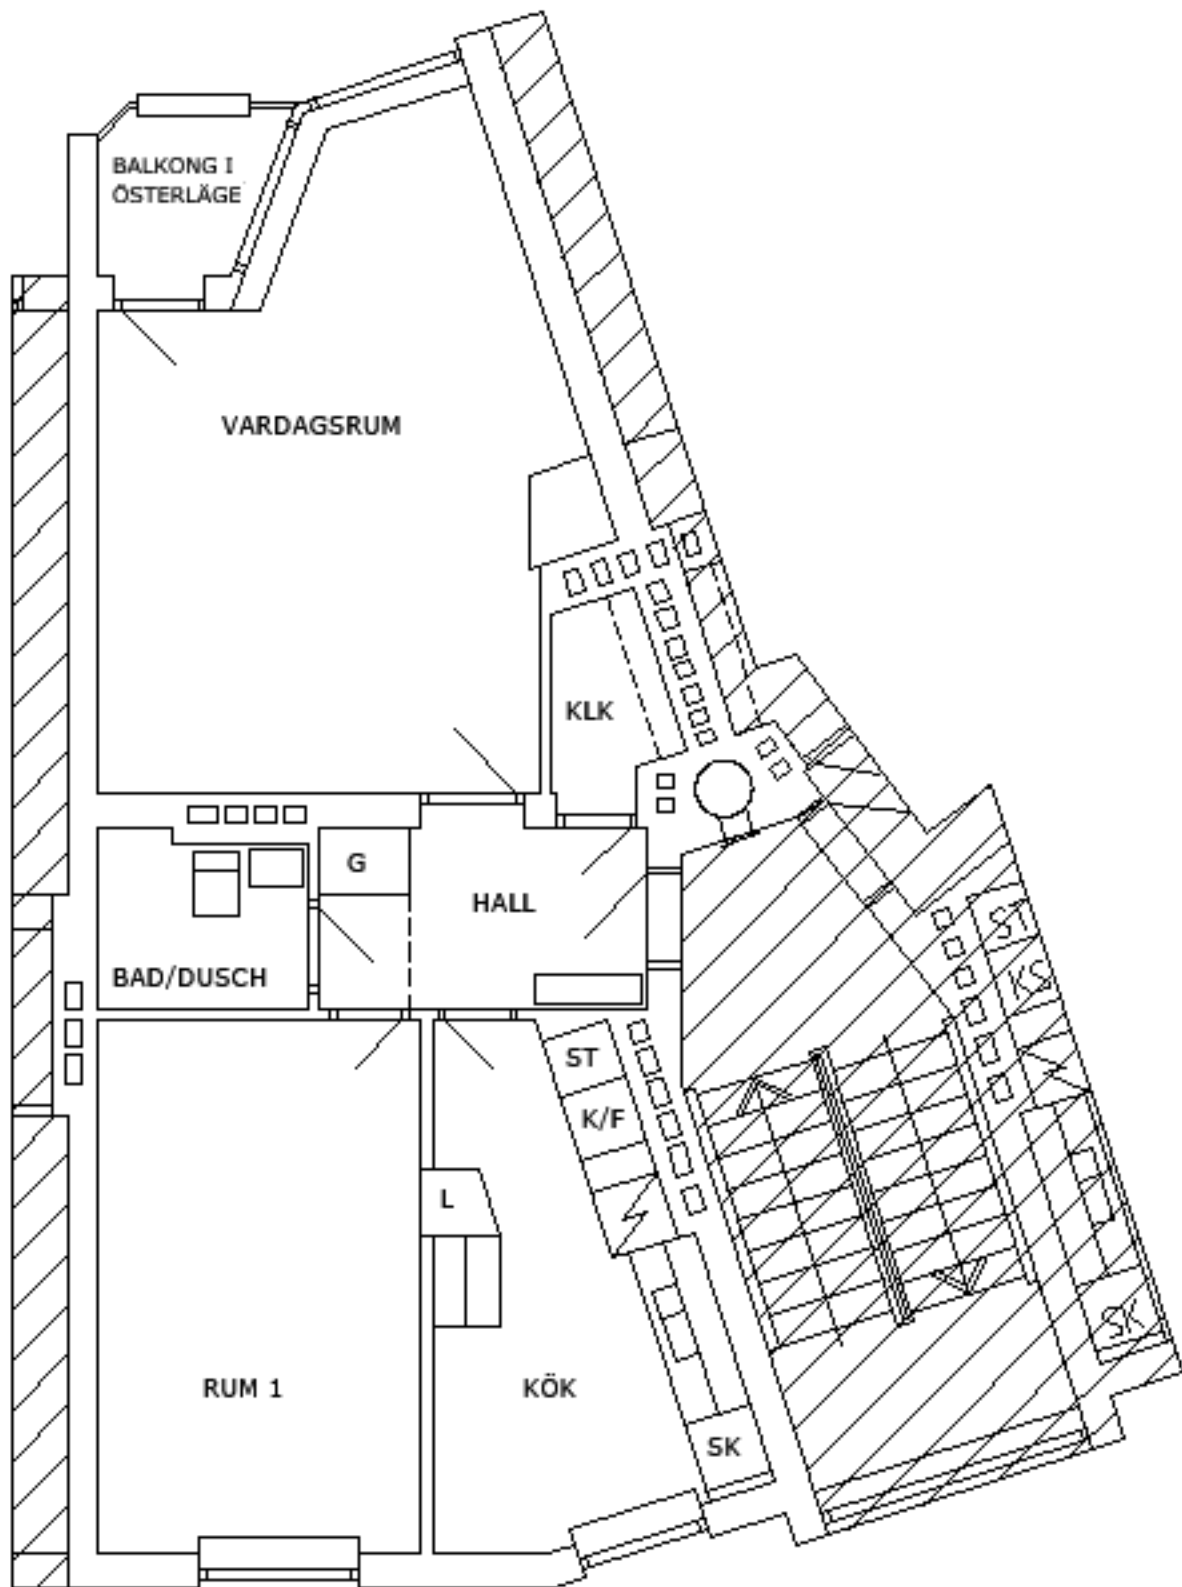 BALKONG I
ÖSTERLÄGE
VARDAGSRUM
KLK
G
HALL
BAD/DUSCH
ST
KS
ST
K/F
L
RUM 1
KÖK
SK
SK